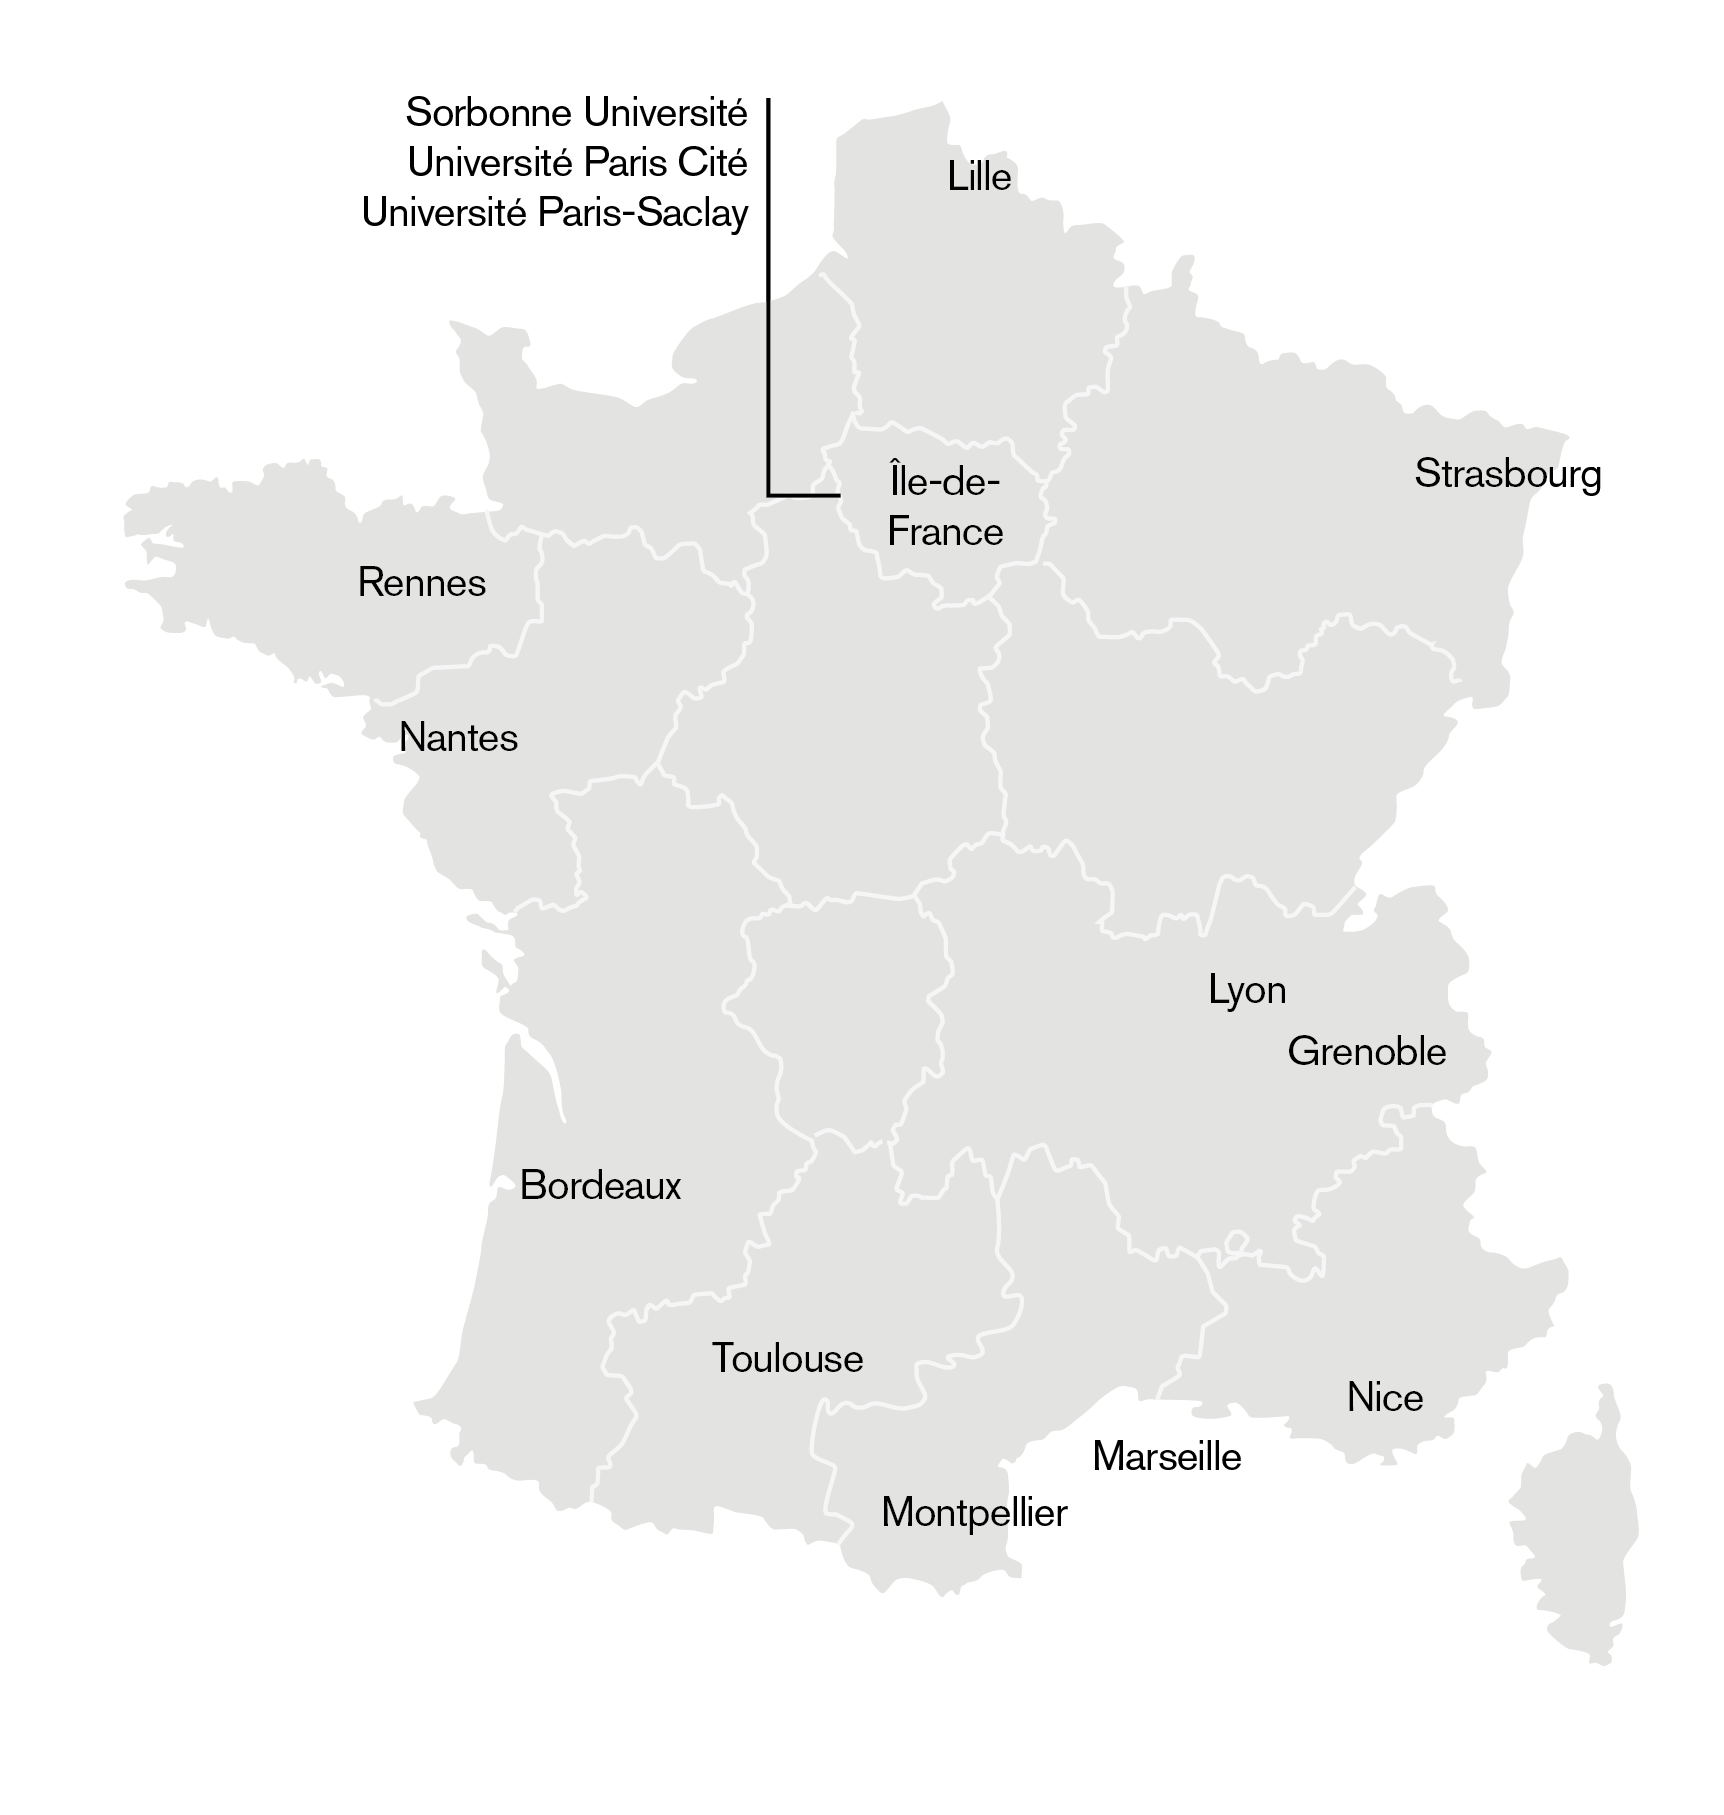 Sorbonne Université
Université Paris Cité
Université Paris-Saclay
Lille
Île-de-
France
Strasbourg
Rennes
Nantes
Lyon
Grenoble
Bordeaux
Toulouse
Nice
Marseille
Montpellier